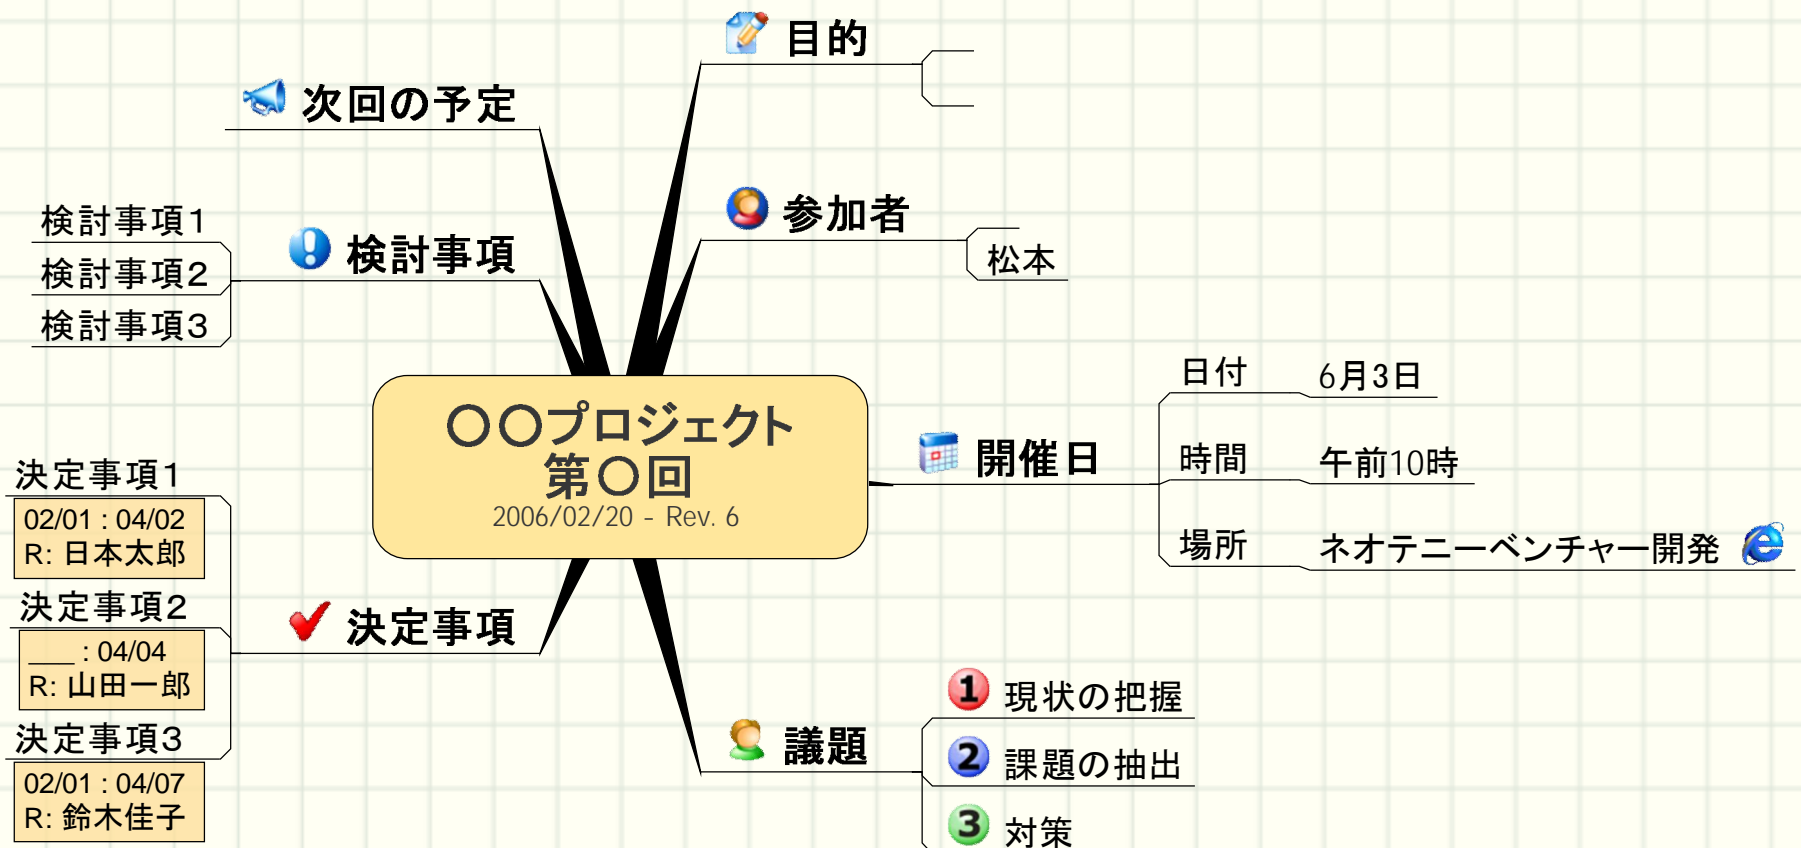 〇〇プロジェクト
第〇回
2006/02/20 - Rev. 6
目的
参加者
松本
開催日
日付
6月3日
時間
午前10時
場所
ネオテニーベンチャー開発
議題
1 現状の把握
2 課題の抽出
3 対策
決定事項
決定事項1
02/01 : 04/02
R: 日本太郎
決定事項2
___ : 04/04
R: 山田一郎
決定事項3
02/01 : 04/07
R: 鈴木佳子
検討事項
検討事項1
検討事項2
検討事項3
次回の予定